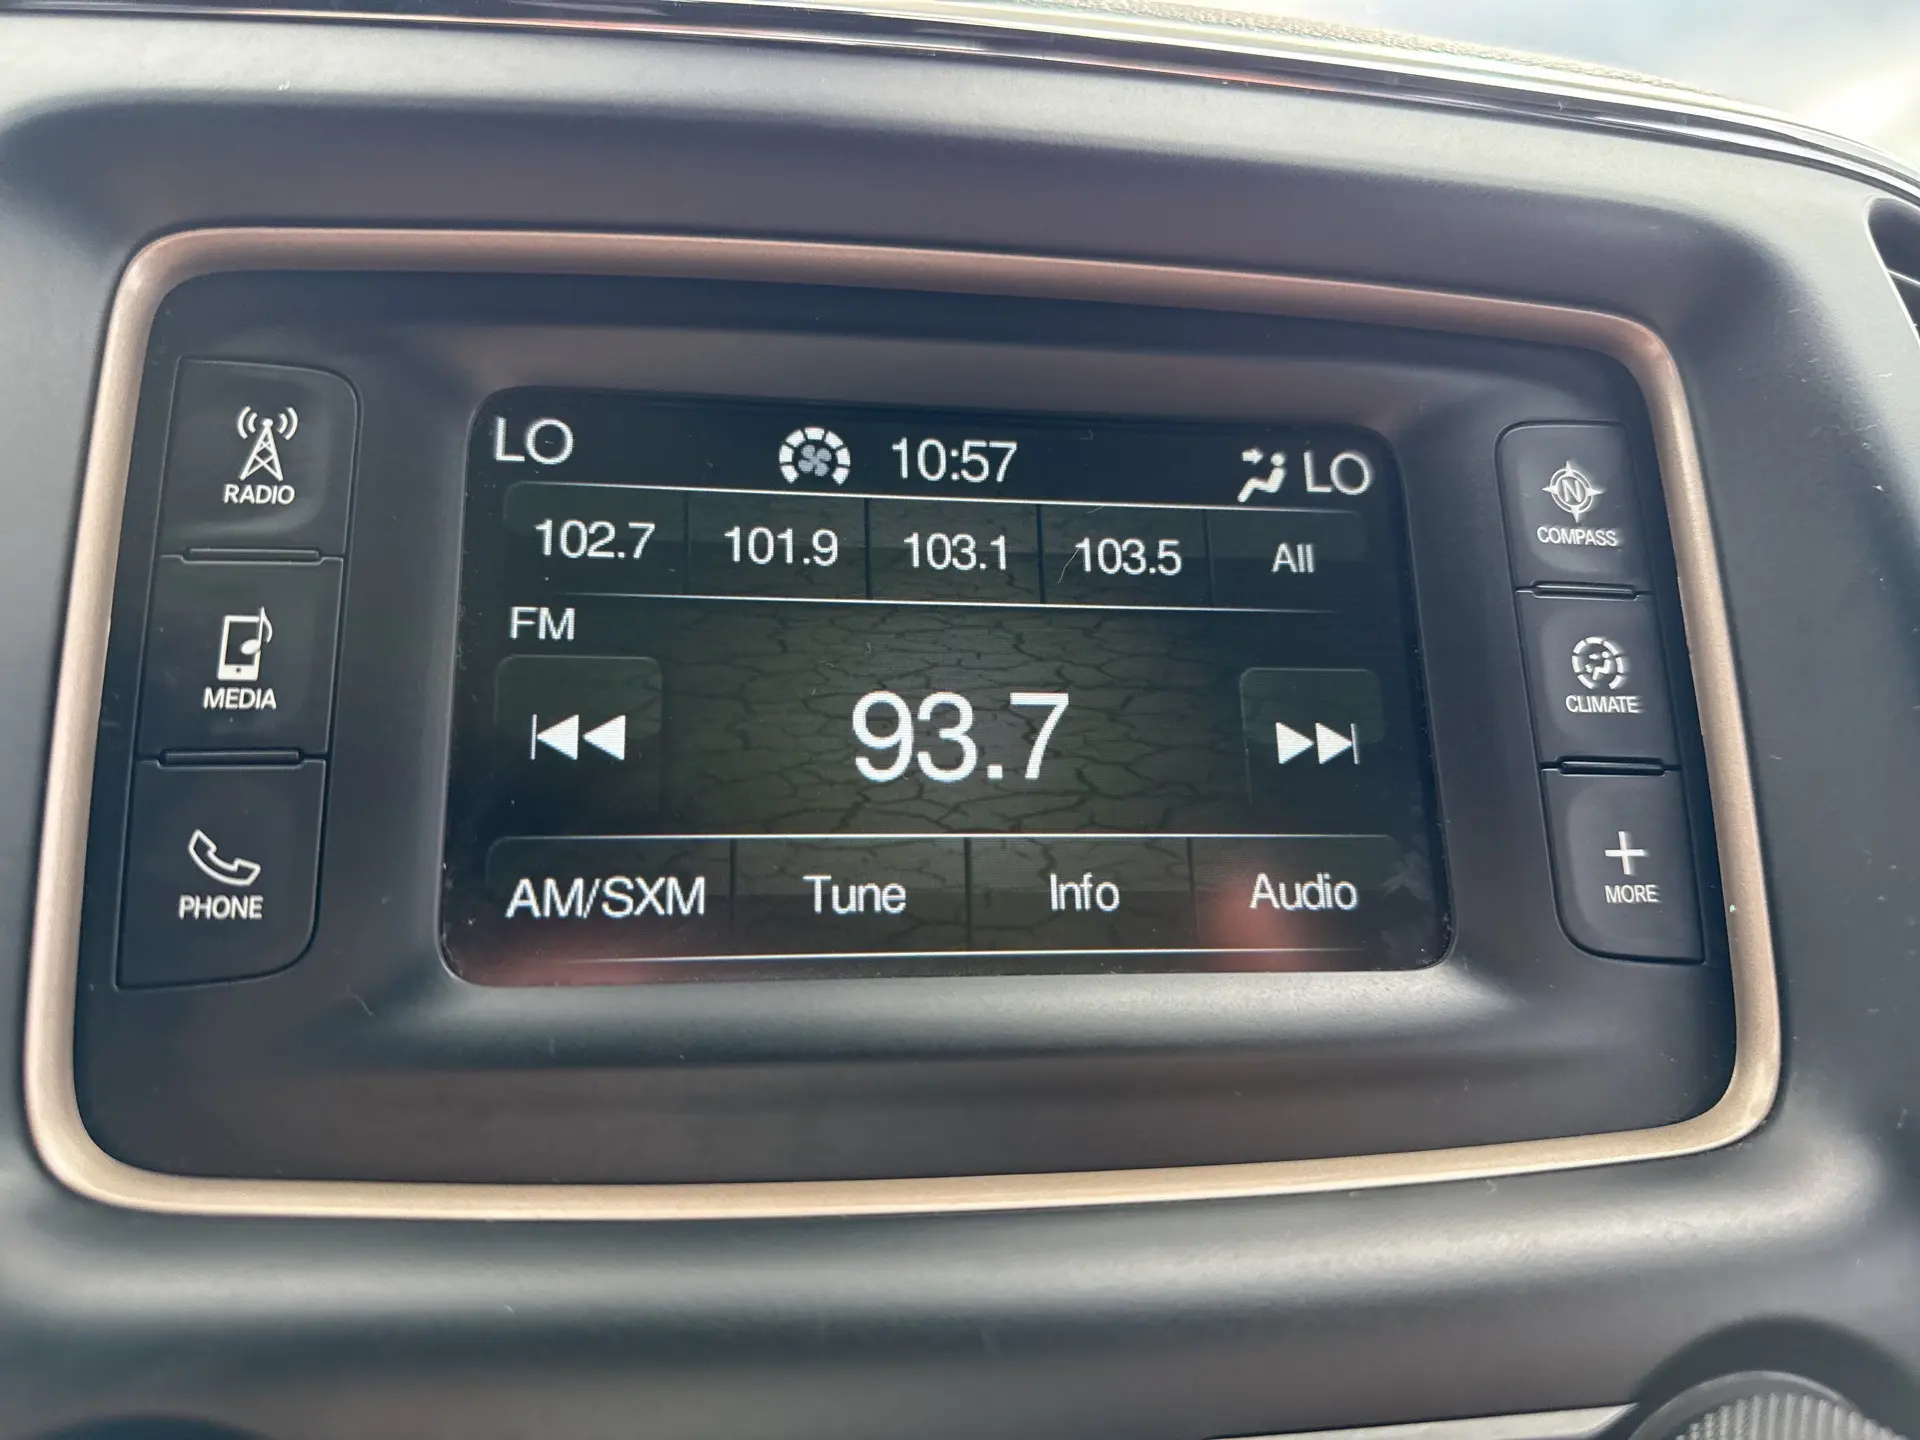 LO 10:57 LO
102.7 101.9 103.1 103.5 All
FM
93.7
AM/SXM Tune Info Audio
RADIO
MEDIA
PHONE
N
COMPASS
CLIMATE
MORE